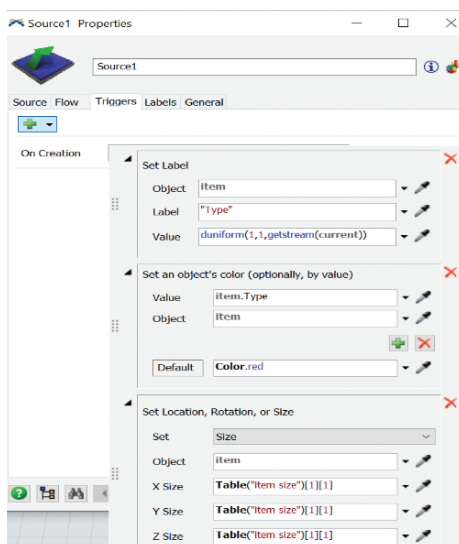 Source1 Properties
Source1
Source Flow Triggers Labels General
On Creation
Set Label
Object item
Label "Type"
Value duniform(1,1,getstream(current))
Set an object's color (optionally, by value)
Value item.Type
Object item
Default Color.red
Set Location, Rotation, or Size
Set Size
Object item
X Size Table("item size")[1][1]
Y Size Table("item size")[1][1]
Z Size Table("item size")[1][1]